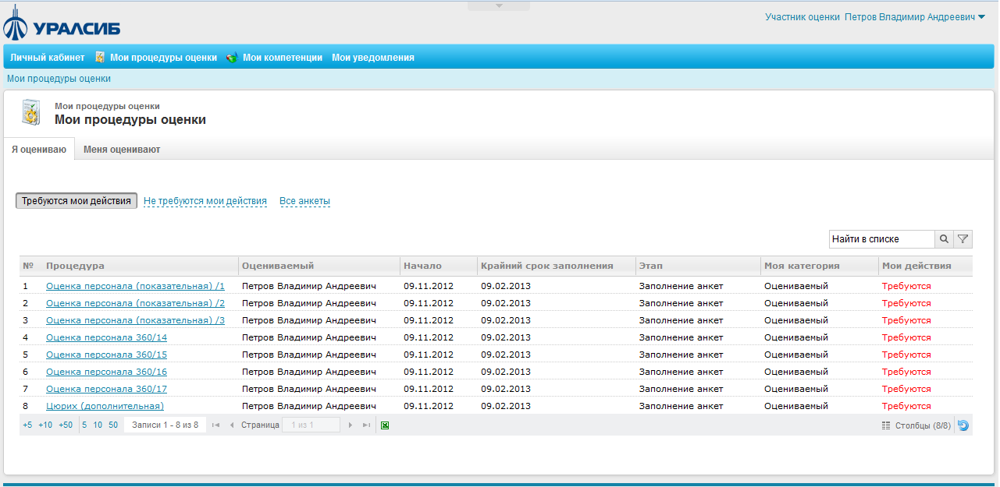 УРАЛСИБ
Участник оценки Петров Владимир Андреевич
Личный кабинет Мои процедуры оценки Мои компетенции Мои уведомления
Мои процедуры оценки
Мои процедуры оценки
Мои процедуры оценки
Я оцениваю Меня оценивают
Требуются мои действия Не требуются мои действия Все анкеты
Найти в списке
№ Процедура Оцениваемый Начало Крайний срок заполнения Этап Моя категория Мои действия
1 Оценка персонала (показательная) /1 Петров Владимир Андреевич 09.11.2012 09.02.2013 Заполнение анкет Оцениваемый Требуются
2 Оценка персонала (показательная) /2 Петров Владимир Андреевич 09.11.2012 09.02.2013 Заполнение анкет Оцениваемый Требуются
3 Оценка персонала (показательная) /3 Петров Владимир Андреевич 09.11.2012 09.02.2013 Заполнение анкет Оцениваемый Требуются
4 Оценка персонала 360/14 Петров Владимир Андреевич 09.11.2012 09.02.2013 Заполнение анкет Оцениваемый Требуются
5 Оценка персонала 360/15 Петров Владимир Андреевич 09.11.2012 09.02.2013 Заполнение анкет Оцениваемый Требуются
6 Оценка персонала 360/16 Петров Владимир Андреевич 09.11.2012 09.02.2013 Заполнение анкет Оцениваемый Требуются
7 Оценка персонала 360/17 Петров Владимир Андреевич 09.11.2012 09.02.2013 Заполнение анкет Оцениваемый Требуются
8 Цюрих (дополнительная) Петров Владимир Андреевич 09.11.2012 09.02.2013 Заполнение анкет Оцениваемый Требуются
+5 +10 +50 5 10 50 Записи 1 - 8 из 8 Страница 1 из 1 Столбцы (8/8)